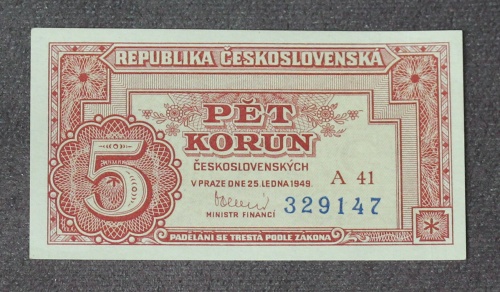 REPUBLIKA ČESKOSLOVENSKÁ
PĚT
KORUN
ČESKOSLOVENSKÝCH
V PRAZE DNE 25. LEDNA 1949.
A 41
MINISTR FINANCÍ
329147
5
PADĚLÁNÍ SE TRESTÁ PODLE ZÁKONA